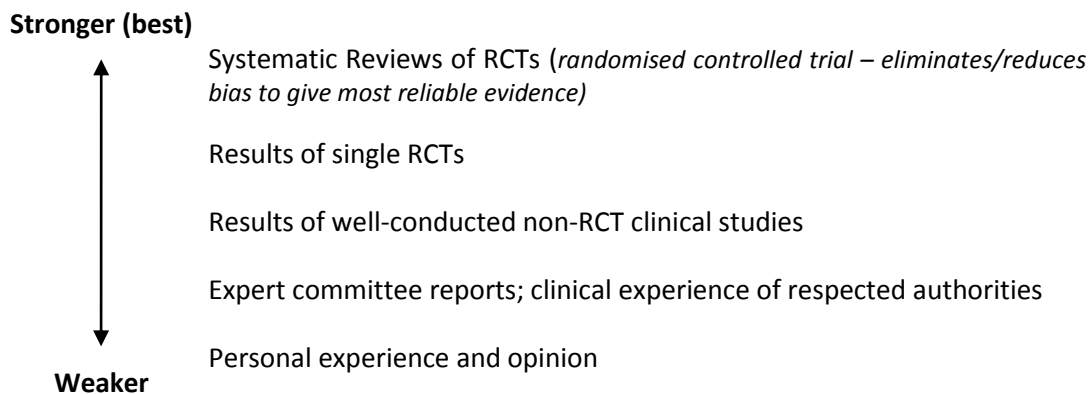 Stronger (best)
Systematic Reviews of RCTs (randomised controlled trial – eliminates/reduces
bias to give most reliable evidence)
Results of single RCTs
Results of well-conducted non-RCT clinical studies
Expert committee reports; clinical experience of respected authorities
Personal experience and opinion
Weaker